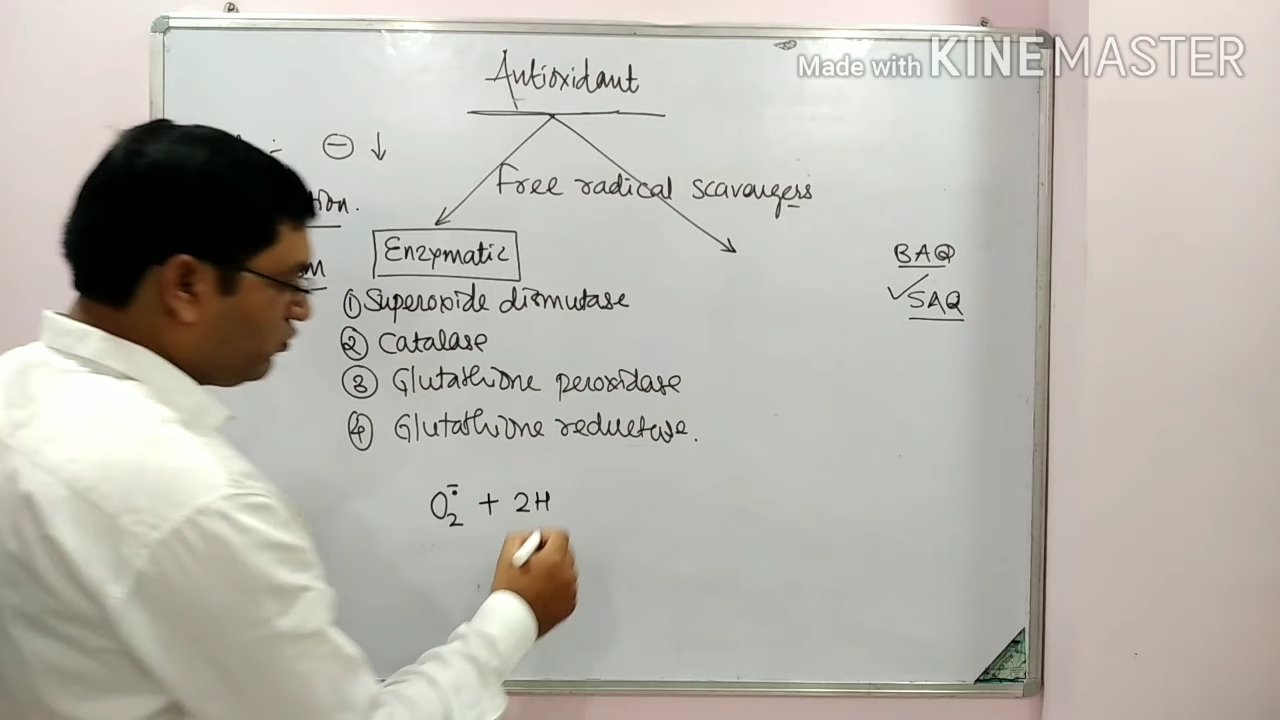 Made with KINEMASTER
Antioxidant
⊖ ↓
Free radical scavangers
Enzymatic
BAQ
✓SAQ
① Superoxide dismutase
② Catalase
③ Glutathione peroxidase
④ Glutathione reductase.
O₂⁻• + 2H